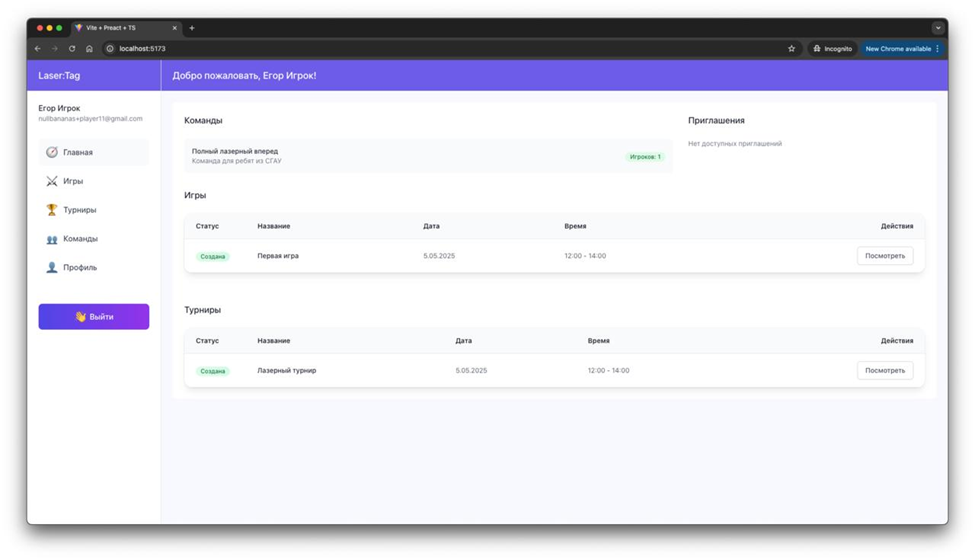 Vite + Preact + TS
localhost:5173
Incognito
New Chrome available
Laser:Tag
Добро пожаловать, Егор Игрок!
Егор Игрок
nullbananas+player11@gmail.com
Главная
Игры
Турниры
Команды
Профиль
Выйти
Команды
Полный лазерный вперед
Команда для ребят из СГАУ
Игроков: 1
Приглашения
Нет доступных приглашений
Игры
Статус Название Дата Время Действия
Создана Первая игра 5.05.2025 12:00 - 14:00 Посмотреть
Турниры
Статус Название Дата Время Действия
Создана Лазерный турнир 5.05.2025 12:00 - 14:00 Посмотреть